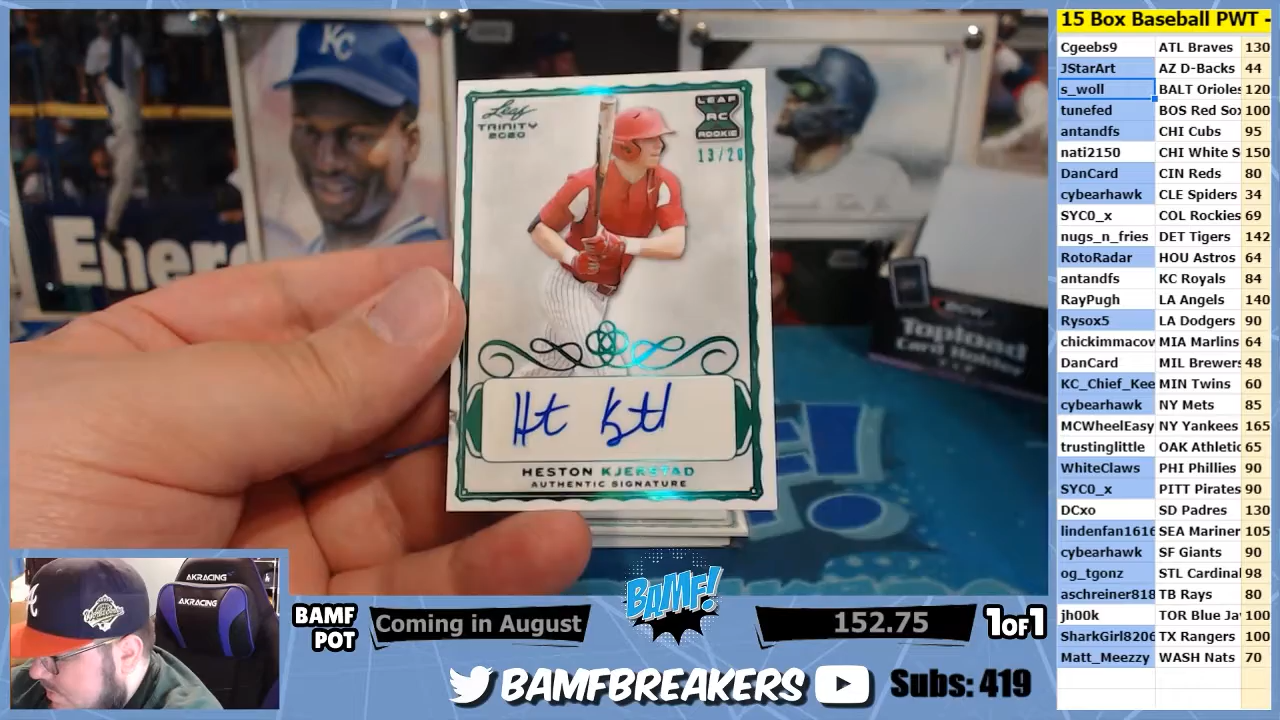 KC
Ener
Leaf
TRINITY
2020
LEAF
RC
ROOKIE
13/20
HESTON KJERSTAD
AUTHENTIC SIGNATURE
Topload
Card Holder
AKRACING
AKRACING
BAMF
POT
Coming in August
BAMF!
152.75
1OF1
BAMFBREAKERS
Subs: 419
15 Box Baseball PWT -
Cgeebs9 ATL Braves 130
JStarArt AZ D-Backs 44
s_woll BALT Orioles 120
tunefed BOS Red Sox 100
antandfs CHI Cubs 95
nati2150 CHI White S 150
DanCard CIN Reds 80
cybearhawk CLE Spiders 34
SYC0_x COL Rockies 69
nugs_n_fries DET Tigers 142
RotoRadar HOU Astros 64
antandfs KC Royals 84
RayPugh LA Angels 140
Rysox5 LA Dodgers 90
chickimmacov MIA Marlins 64
DanCard MIL Brewers 48
KC_Chief_Kee MIN Twins 60
cybearhawk NY Mets 85
MCWheelEasy NY Yankees 165
trustinglittle OAK Athletic 65
WhiteClaws PHI Phillies 90
SYC0_x PITT Pirates 90
DCxo SD Padres 130
lindenfan1616 SEA Mariner 105
cybearhawk SF Giants 90
og_tgonz STL Cardinal 98
aschreiner818 TB Rays 80
jh00k TOR Blue Ja 100
SharkGirl8206 TX Rangers 100
Matt_Meezzy WASH Nats 70